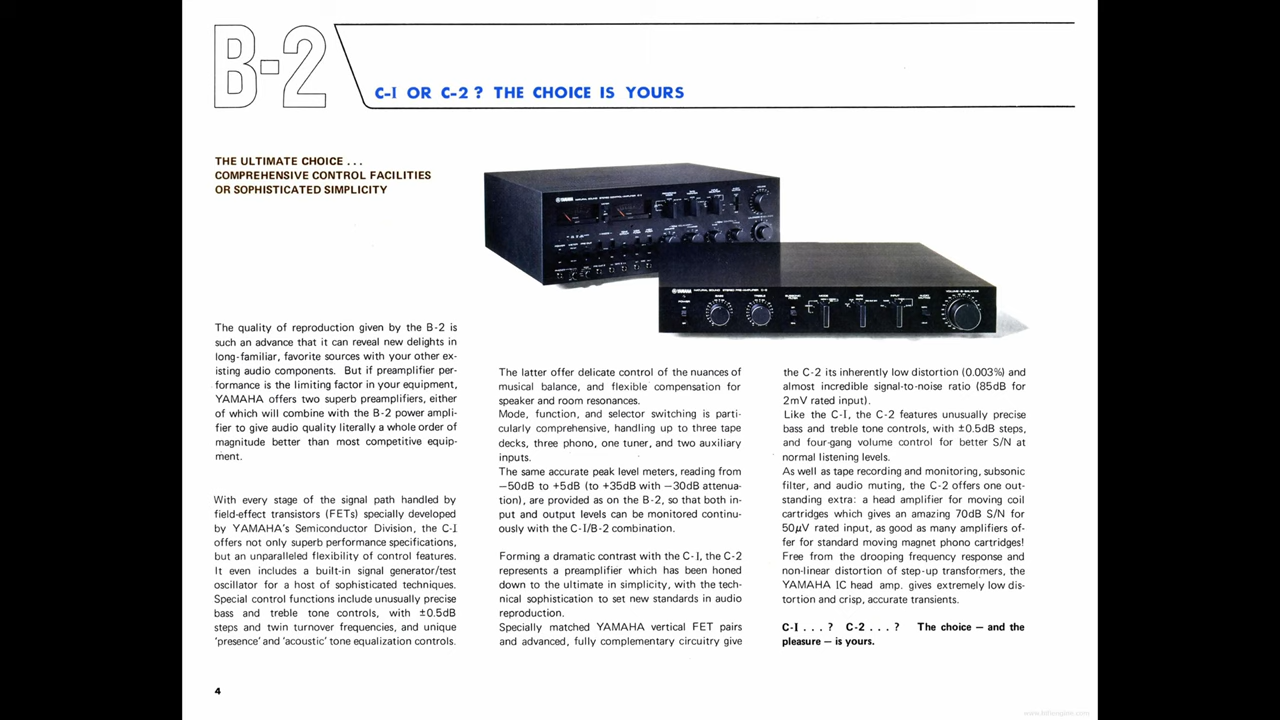 B-2
C-I OR C-2? THE CHOICE IS YOURS
THE ULTIMATE CHOICE . . .
COMPREHENSIVE CONTROL FACILITIES
OR SOPHISTICATED SIMPLICITY
YAMAHA
YAMAHA
The quality of reproduction given by the B-2 is
such an advance that it can reveal new delights in
long-familiar, favorite sources with your other ex-
isting audio components. But if preamplifier per-
formance is the limiting factor in your equipment,
YAMAHA offers two superb preamplifiers, either
of which will combine with the B-2 power ampli-
fier to give audio quality literally a whole order of
magnitude better than most competitive equip-
ment.
With every stage of the signal path handled by
field-effect transistors (FETs) specially developed
by YAMAHA's Semiconductor Division, the C-I
offers not only superb performance specifications,
but an unparalleled flexibility of control features.
It even includes a built-in signal generator/test
oscillator for a host of sophisticated techniques.
Special control functions include unusually precise
bass and treble tone controls, with ±0.5dB
steps and twin turnover frequencies, and unique
'presence' and 'acoustic' tone equalization controls.
The latter offer delicate control of the nuances of
musical balance, and flexible compensation for
speaker and room resonances.
Mode, function, and selector switching is parti-
cularly comprehensive, handling up to three tape
decks, three phono, one tuner, and two auxiliary
inputs.
The same accurate peak level meters, reading from
−50dB to +5dB (to +35dB with −30dB attenua-
tion), are provided as on the B-2, so that both in-
put and output levels can be monitored continu-
ously with the C-I/B-2 combination.
Forming a dramatic contrast with the C-I, the C-2
represents a preamplifier which has been honed
down to the ultimate in simplicity, with the tech-
nical sophistication to set new standards in audio
reproduction.
Specially matched YAMAHA vertical FET pairs
and advanced, fully complementary circuitry give
the C-2 its inherently low distortion (0.003%) and
almost incredible signal-to-noise ratio (85dB for
2mV rated input).
Like the C-I, the C-2 features unusually precise
bass and treble tone controls, with ±0.5dB steps,
and four-gang volume control for better S/N at
normal listening levels.
As well as tape recording and monitoring, subsonic
filter, and audio muting, the C-2 offers one out-
standing extra: a head amplifier for moving coil
cartridges which gives an amazing 70dB S/N for
50μV rated input, as good as many amplifiers of-
fer for standard moving magnet phono cartridges!
Free from the drooping frequency response and
non-linear distortion of step-up transformers, the
YAMAHA IC head amp. gives extremely low dis-
tortion and crisp, accurate transients.
C-I . . . ? C-2 . . . ? The choice — and the
pleasure — is yours.
4